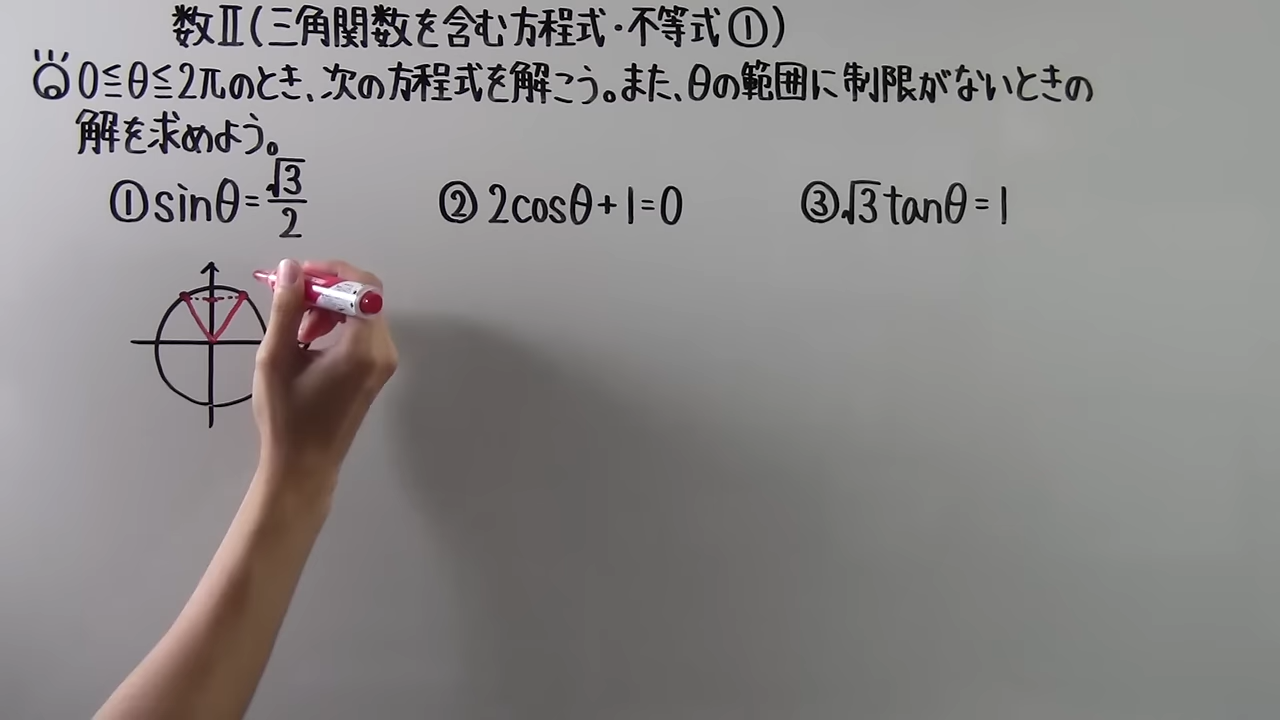 数Ⅱ(三角関数を含む方程式・不等式①)
0≦θ≦2πのとき、次の方程式を解こう。また、θの範囲に制限がないときの
解を求めよう。
①sinθ=√3/2 ②2cosθ+1=0 ③√3tanθ=1